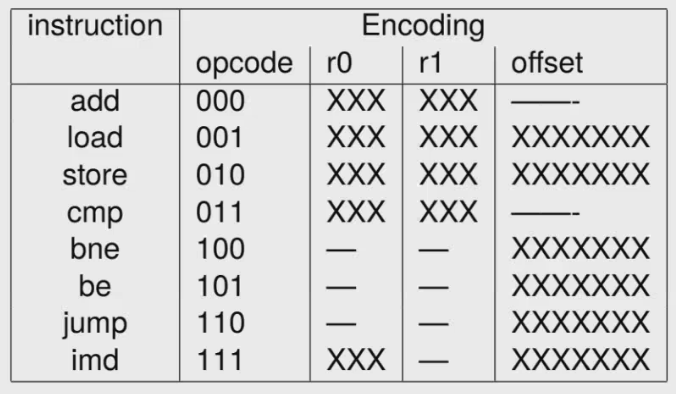 instruction Encoding
opcode r0 r1 offset
add 000 XXX XXX ——-
load 001 XXX XXX XXXXXXX
store 010 XXX XXX XXXXXXX
cmp 011 XXX XXX ——-
bne 100 — — XXXXXXX
be 101 — — XXXXXXX
jump 110 — — XXXXXXX
imd 111 XXX — XXXXXXX